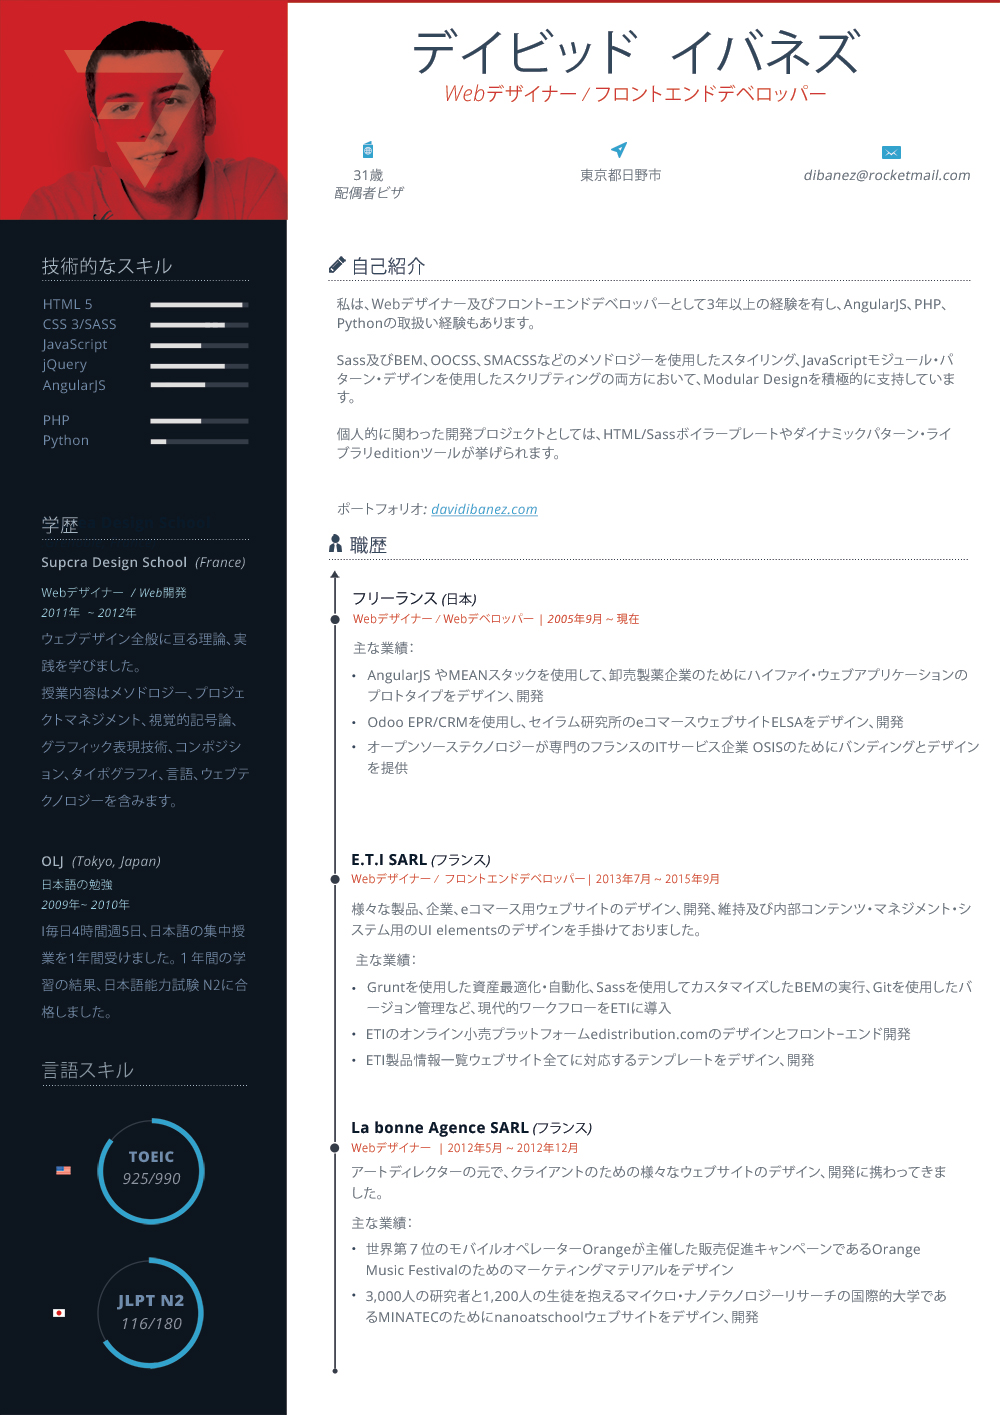 デイビッド イバネズ
Webデザイナー / フロントエンドデベロッパー
31歳
配偶者ビザ
東京都日野市
dibanez@rocketmail.com
技術的なスキル
HTML 5
CSS 3/SASS
JavaScript
jQuery
AngularJS
PHP
Python
学歴
Supcra Design School (France)
Webデザイナー / Web開発
2011年 ~ 2012年
ウェブデザイン全般に亘る理論、実
践を学びました。
授業内容はメソドロジー、プロジェ
クトマネジメント、視覚的記号論、
グラフィック表現技術、コンポジシ
ョン、タイポグラフィ、言語、ウェブテ
クノロジーを含みます。
OLJ (Tokyo, Japan)
日本語の勉強
2009年~ 2010年
I毎日4時間週5日、日本語の集中授
業を1年間受けました。1 年間の学
習の結果、日本語能力試験 N2に合
格しました。
言語スキル
TOEIC
925/990
JLPT N2
116/180
自己紹介
私は、Webデザイナー及びフロントーエンドデベロッパーとして3年以上の経験を有し、AngularJS、PHP、
Pythonの取扱い経験もあります。
Sass及びBEM、OOCSS、SMACSSなどのメソドロジーを使用したスタイリング、JavaScriptモジュール・パ
ターン・デザインを使用したスクリプティングの両方において、Modular Designを積極的に支持していま
す。
個人的に関わった開発プロジェクトとしては、HTML/Sassボイラープレートやダイナミックパターン・ライ
ブラリeditionツールが挙げられます。
ポートフォリオ: davidibanez.com
職歴
フリーランス (日本)
Webデザイナー / Webデベロッパー | 2005年9月 ~ 現在
主な業績：
• AngularJS やMEANスタックを使用して、卸売製薬企業のためにハイファイ・ウェブアプリケーションの
プロトタイプをデザイン、開発
• Odoo EPR/CRMを使用し、セイラム研究所のeコマースウェブサイトELSAをデザイン、開発
• オープンソーステクノロジーが専門のフランスのITサービス企業 OSISのためにバンディングとデザイン
を提供
E.T.I SARL (フランス)
Webデザイナー / フロントエンドデベロッパー| 2013年7月 ~ 2015年9月
様々な製品、企業、eコマース用ウェブサイトのデザイン、開発、維持及び内部コンテンツ・マネジメント・シ
ステム用のUI elementsのデザインを手掛けておりました。
主な業績：
• Gruntを使用した資産最適化・自動化、Sassを使用してカスタマイズしたBEMの実行、Gitを使用したバ
ージョン管理など、現代的ワークフローをETIに導入
• ETIのオンライン小売プラットフォームedistribution.comのデザインとフロントーエンド開発
• ETI製品情報一覧ウェブサイト全てに対応するテンプレートをデザイン、開発
La bonne Agence SARL (フランス)
Webデザイナー | 2012年5月 ~ 2012年12月
アートディレクターの元で、クライアントのための様々なウェブサイトのデザイン、開発に携わってきま
した。
主な業績：
• 世界第７位のモバイルオペレーターOrangeが主催した販売促進キャンペーンであるOrange
Music Festivalのためのマーケティングマテリアルをデザイン
• 3,000人の研究者と1,200人の生徒を抱えるマイクロ・ナノテクノロジーリサーチの国際的大学であ
るMINATECのためにnanoatschoolウェブサイトをデザイン、開発